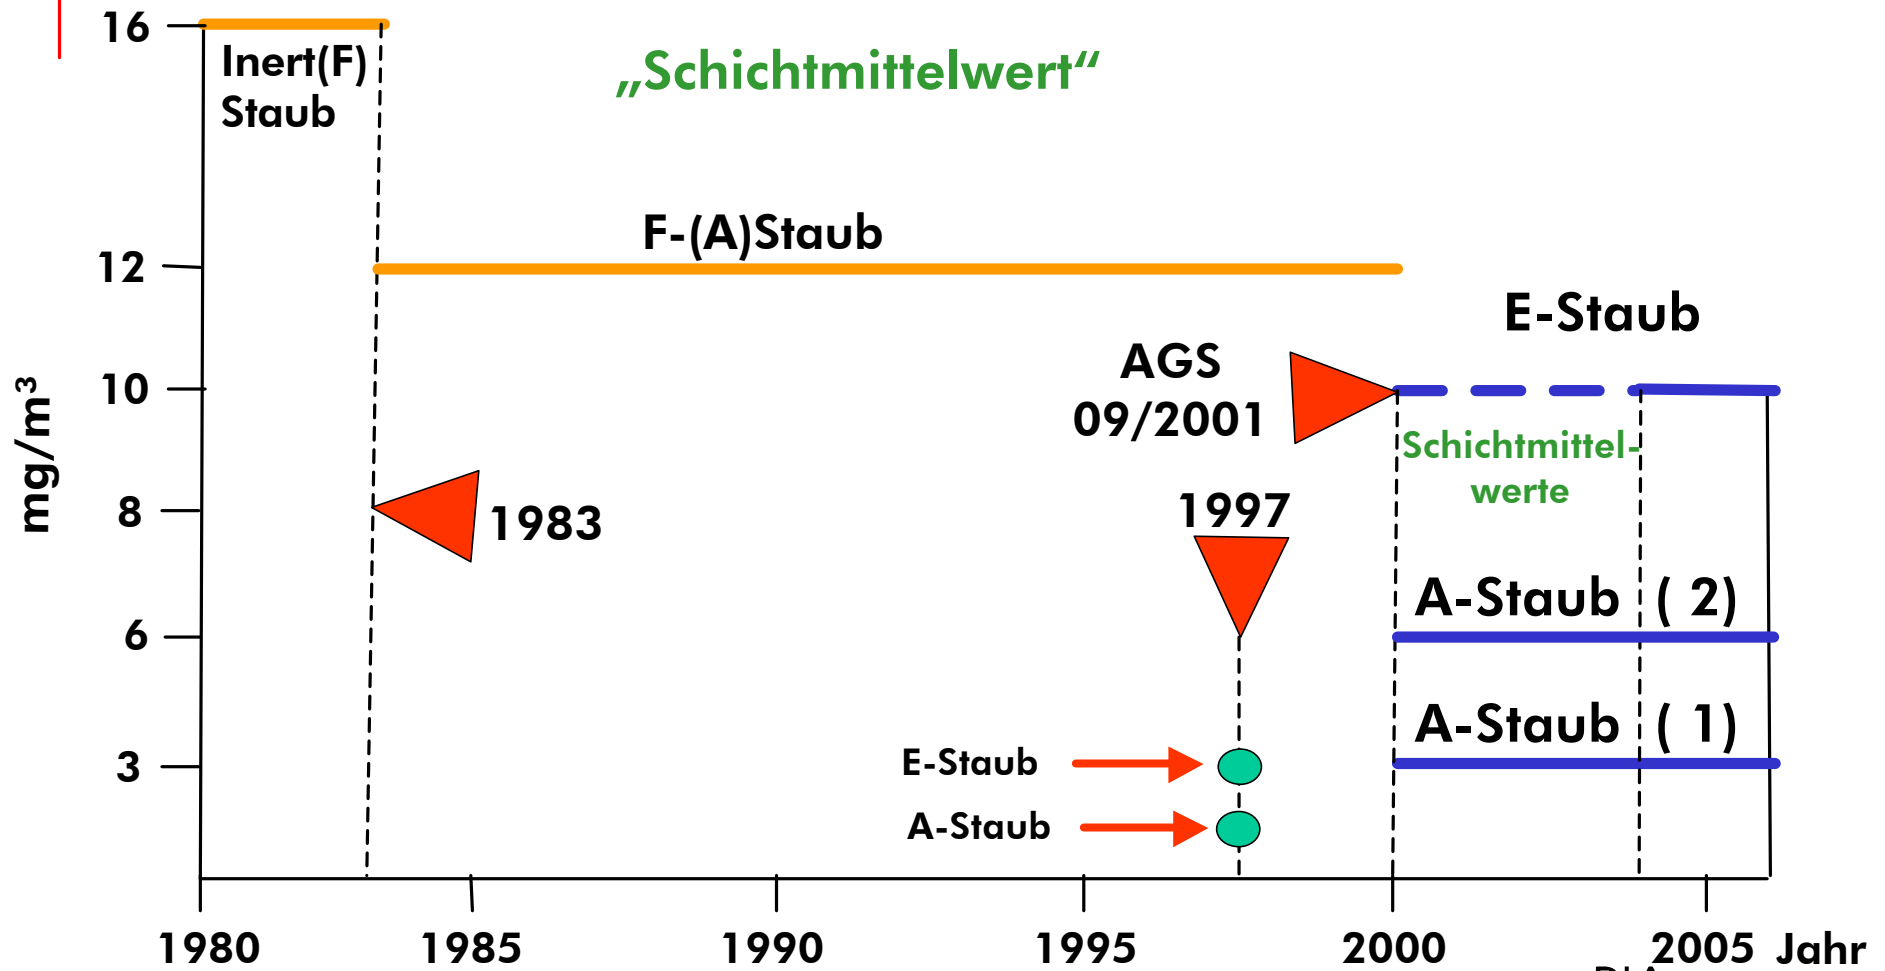 16
Inert(F)
Staub
„Schichtmittelwert“
F-(A)Staub
12
E-Staub
AGS
09/2001
10
mg/m³
Schichtmittel-
werte
8
1983
1997
A-Staub ( 2)
6
A-Staub ( 1)
E-Staub
3
A-Staub
1980 1985 1990 1995 2000 2005 Jahr